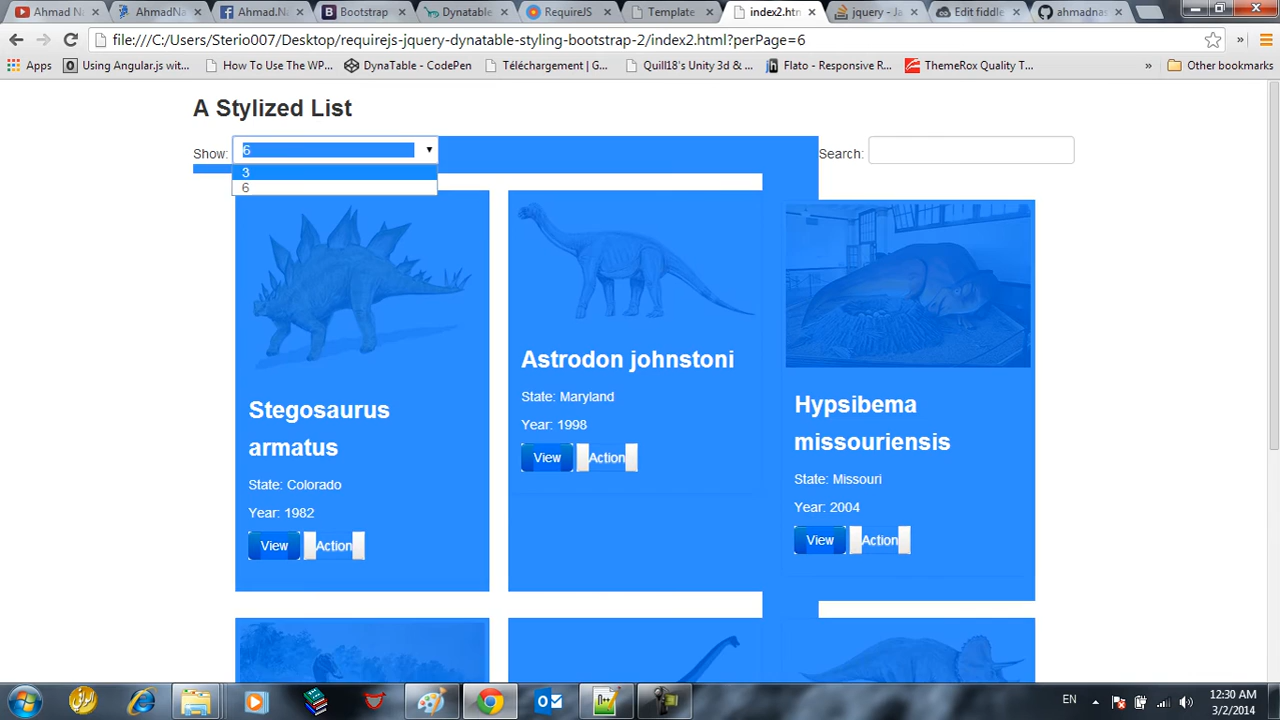 Ahmad N
AhmadNa
Ahmad.Na
Bootstrap
Dynatable
RequireJS
Template
index2.htm
jquery - Ja
Edit fiddle
ahmadnas
file:///C:/Users/Sterio007/Desktop/requirejs-jquery-dynatable-styling-bootstrap-2/index2.html?perPage=6
Apps
Using Angular.js wit...
How To Use The WP...
DynaTable - CodePen
Téléchargement | G...
Quill18's Unity 3d & ...
Flato - Responsive R...
ThemeRox Quality T...
»
Other bookmarks
A Stylized List
Show: 6
Search:
3
6
Stegosaurus
armatus
State: Colorado
Year: 1982
View Action
Astrodon johnstoni
State: Maryland
Year: 1998
View Action
Hypsibema
missouriensis
State: Missouri
Year: 2004
View Action
EN
12:30 AM
3/2/2014